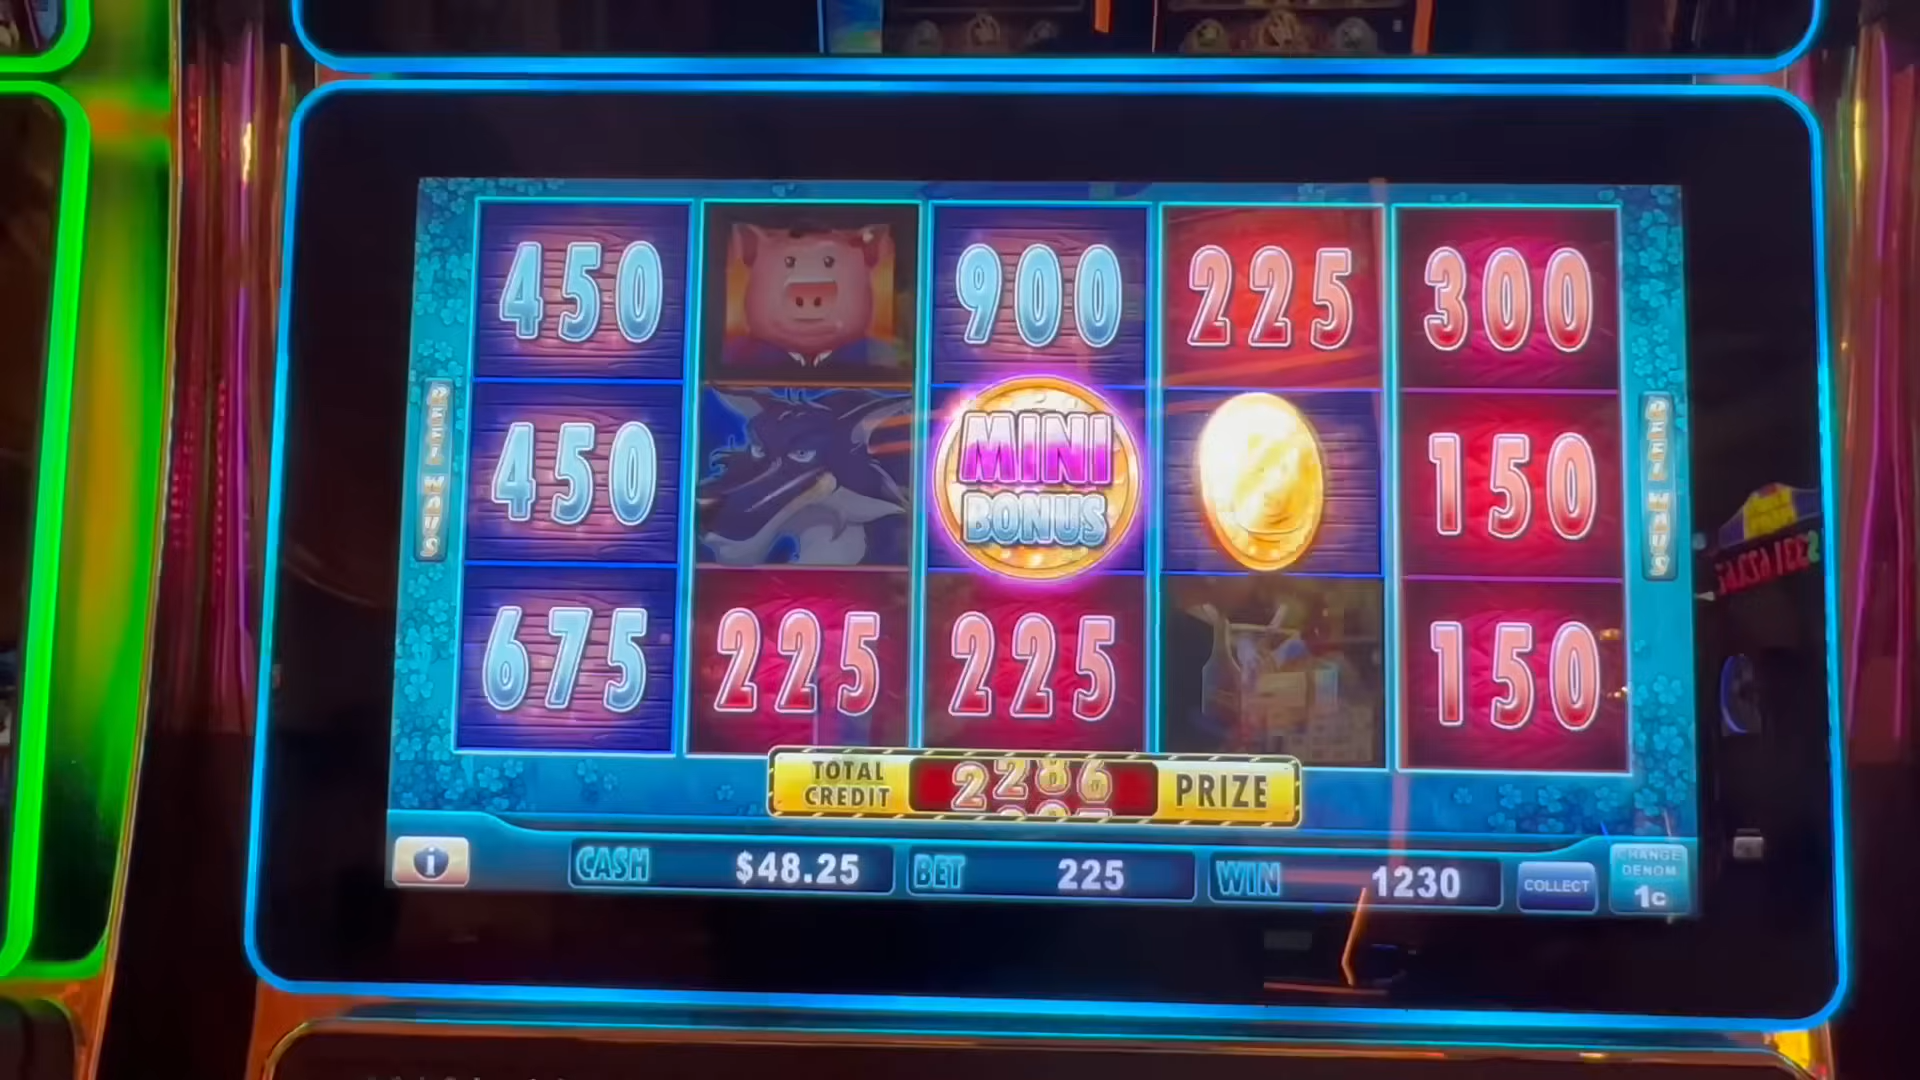 450
900
225
300
450
MINI
BONUS
150
675
225
225
150
TOTAL
CREDIT
2286
PRIZE
i
CASH
$48.25
BET
225
WIN
1230
COLLECT
CHANGE
DENOM
1c